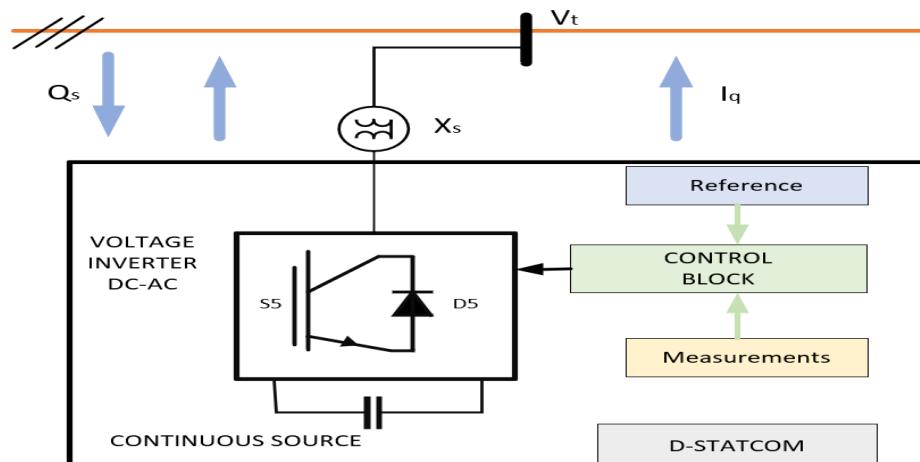 Vt
Qs
Iq
Xs
Reference
VOLTAGE
INVERTER
DC-AC
CONTROL
BLOCK
S5
D5
Measurements
CONTINUOUS SOURCE
D-STATCOM